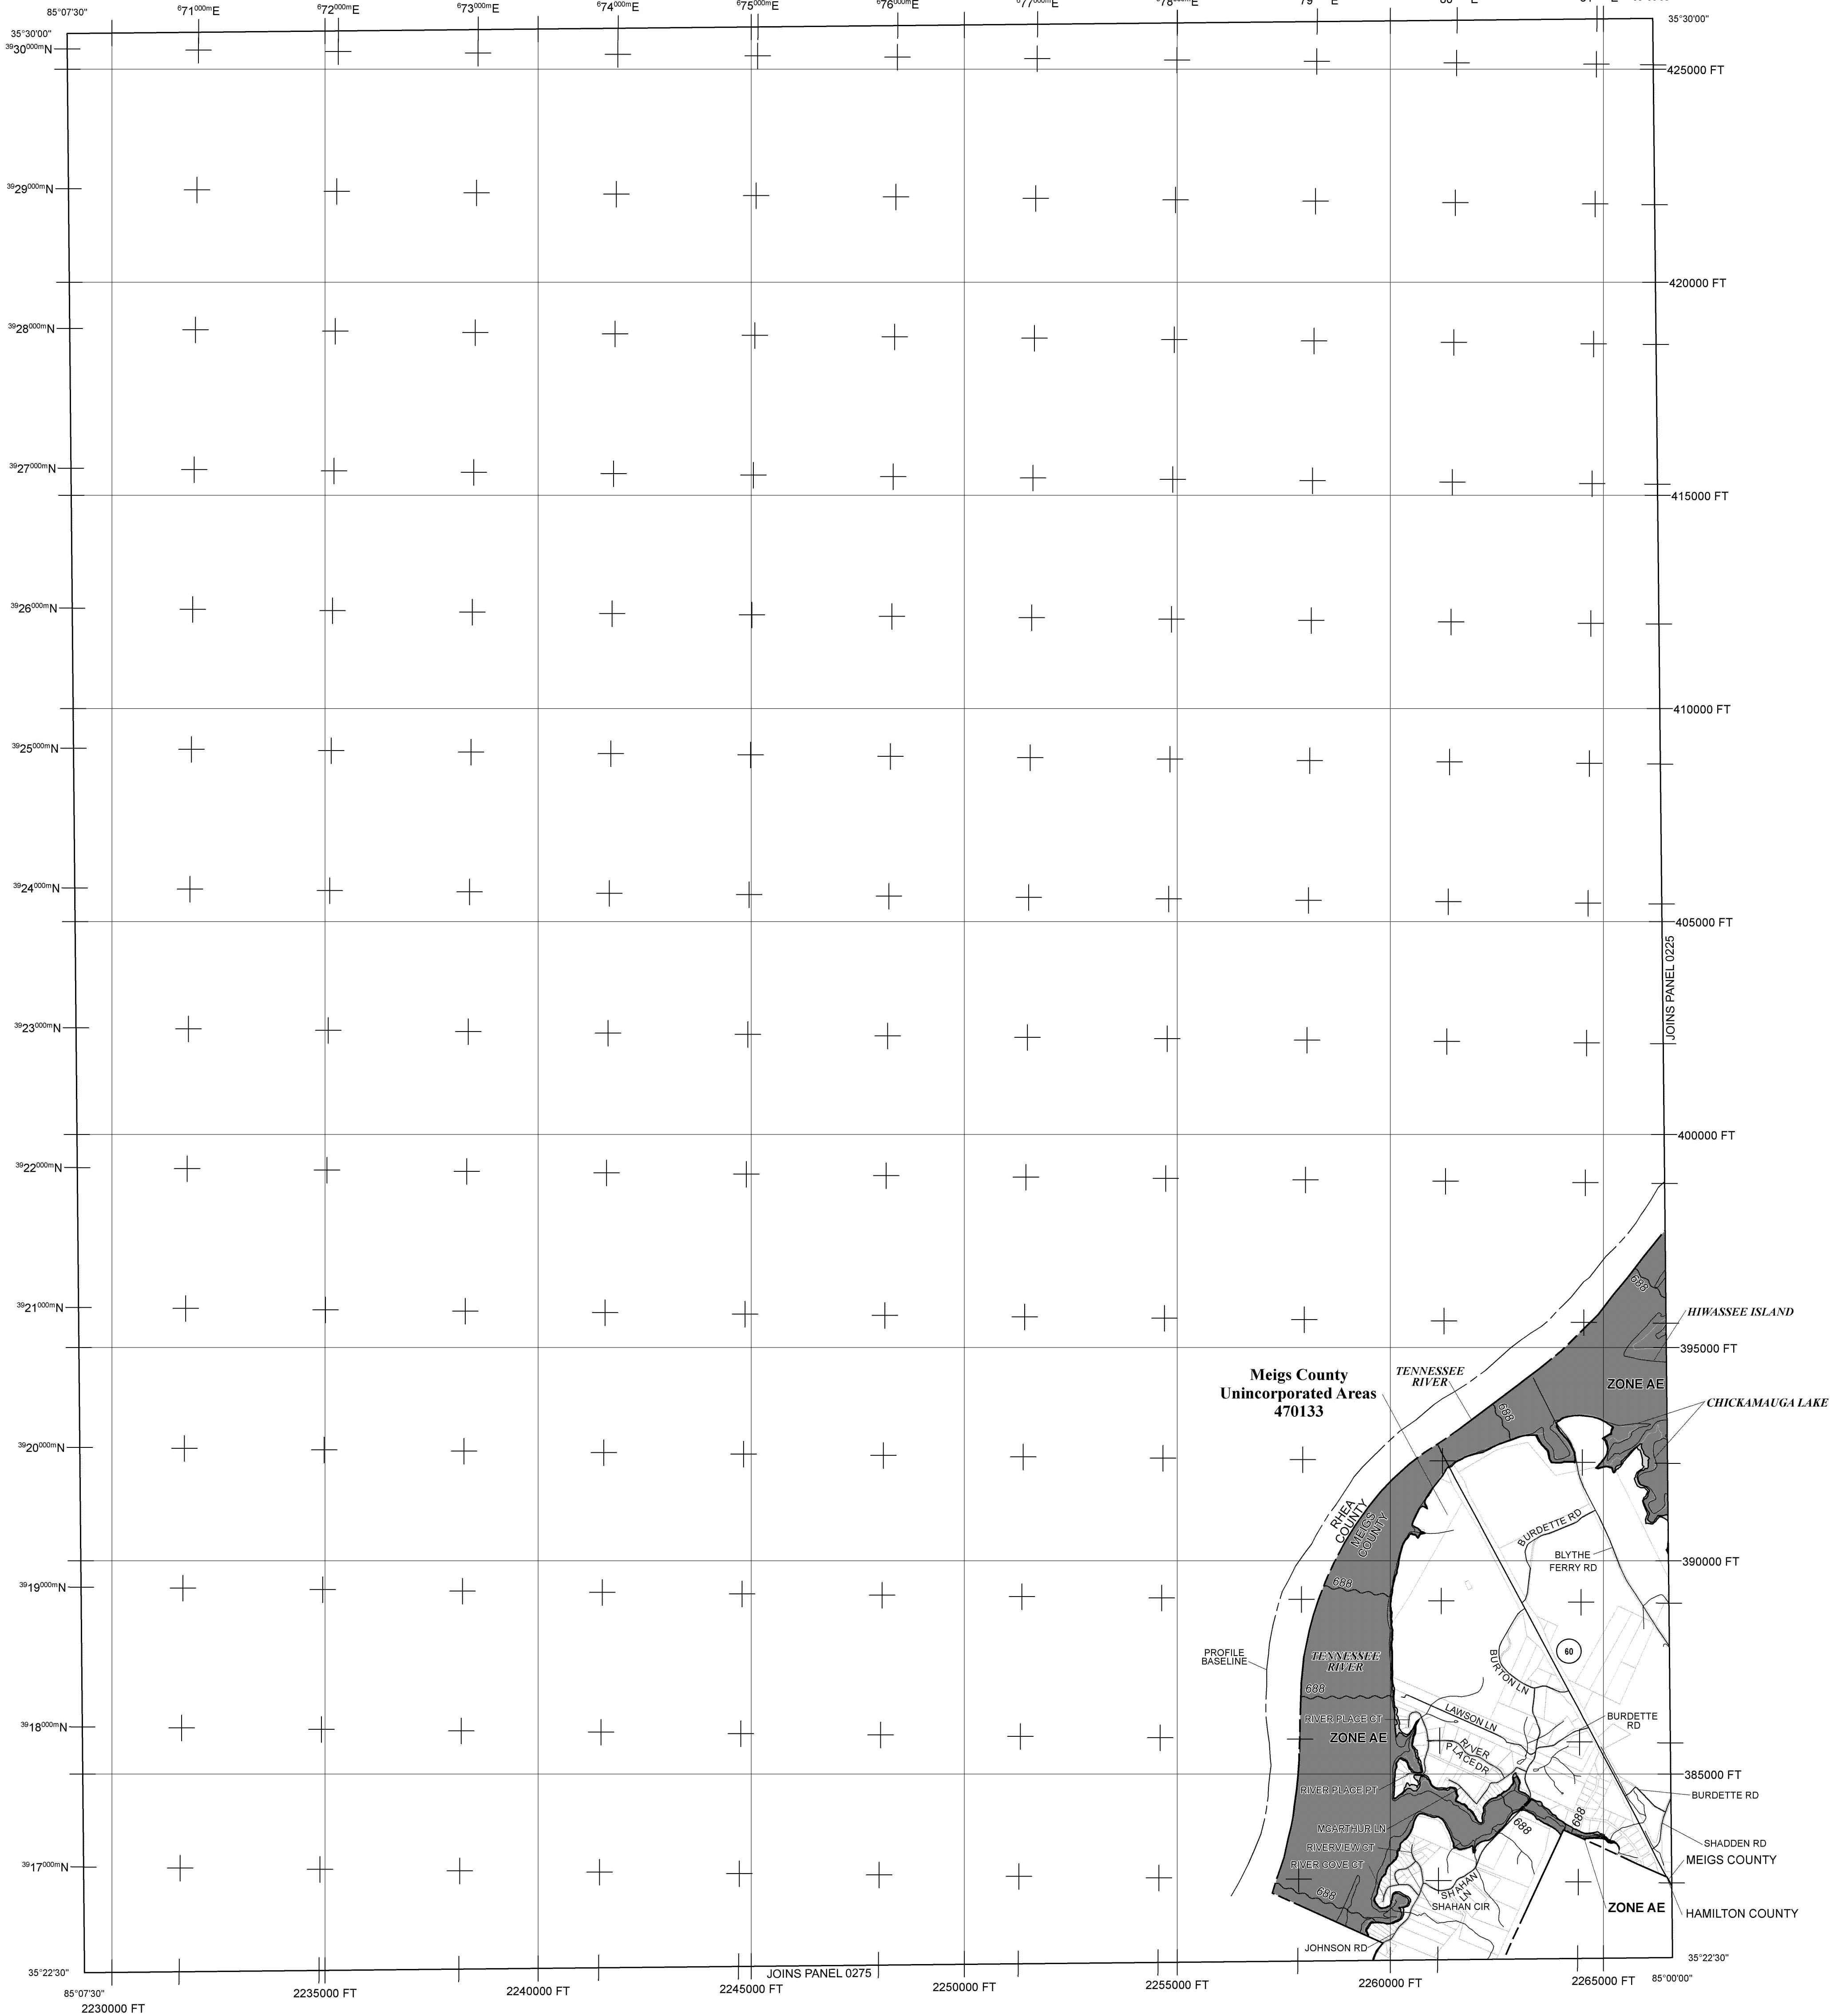 85°07'30"
⁶71⁰⁰⁰ᵐE
⁶72⁰⁰⁰ᵐE
⁶73⁰⁰⁰ᵐE
⁶74⁰⁰⁰ᵐE
⁶75⁰⁰⁰ᵐE
⁶76⁰⁰⁰ᵐE
35°30'00"
35°30'00"
³⁹30⁰⁰⁰ᵐN
425000 FT
³⁹29⁰⁰⁰ᵐN
420000 FT
³⁹28⁰⁰⁰ᵐN
³⁹27⁰⁰⁰ᵐN
415000 FT
³⁹26⁰⁰⁰ᵐN
410000 FT
³⁹25⁰⁰⁰ᵐN
³⁹24⁰⁰⁰ᵐN
405000 FT
JOINS PANEL 0225
³⁹23⁰⁰⁰ᵐN
400000 FT
³⁹22⁰⁰⁰ᵐN
688
³⁹21⁰⁰⁰ᵐN
HIWASSEE ISLAND
395000 FT
Meigs County
Unincorporated Areas
470133
TENNESSEE
RIVER
ZONE AE
688
CHICKAMAUGA LAKE
³⁹20⁰⁰⁰ᵐN
RHEA
COUNTY
MEIGS
COUNTY
BURDETTE RD
BLYTHE
FERRY RD
390000 FT
³⁹19⁰⁰⁰ᵐN
688
PROFILE
BASELINE
TENNESSEE
RIVER
60
BURTON LN
688
³⁹18⁰⁰⁰ᵐN
RIVER PLACE CT
LAWSON LN
BURDETTE
RD
ZONE AE
RIVER
PLACE DR
385000 FT
RIVER PLACE PT
BURDETTE RD
MCARTHUR LN
688
688
SHADDEN RD
RIVERVIEW CT
MEIGS COUNTY
³⁹17⁰⁰⁰ᵐN
RIVER COVE CT
688
SHAHAN
LN
SHAHAN CIR
ZONE AE
HAMILTON COUNTY
JOHNSON RD
35°22'30"
35°22'30"
JOINS PANEL 0275
85°07'30"
85°00'00"
2230000 FT
2235000 FT
2240000 FT
2245000 FT
2250000 FT
2255000 FT
2260000 FT
2265000 FT